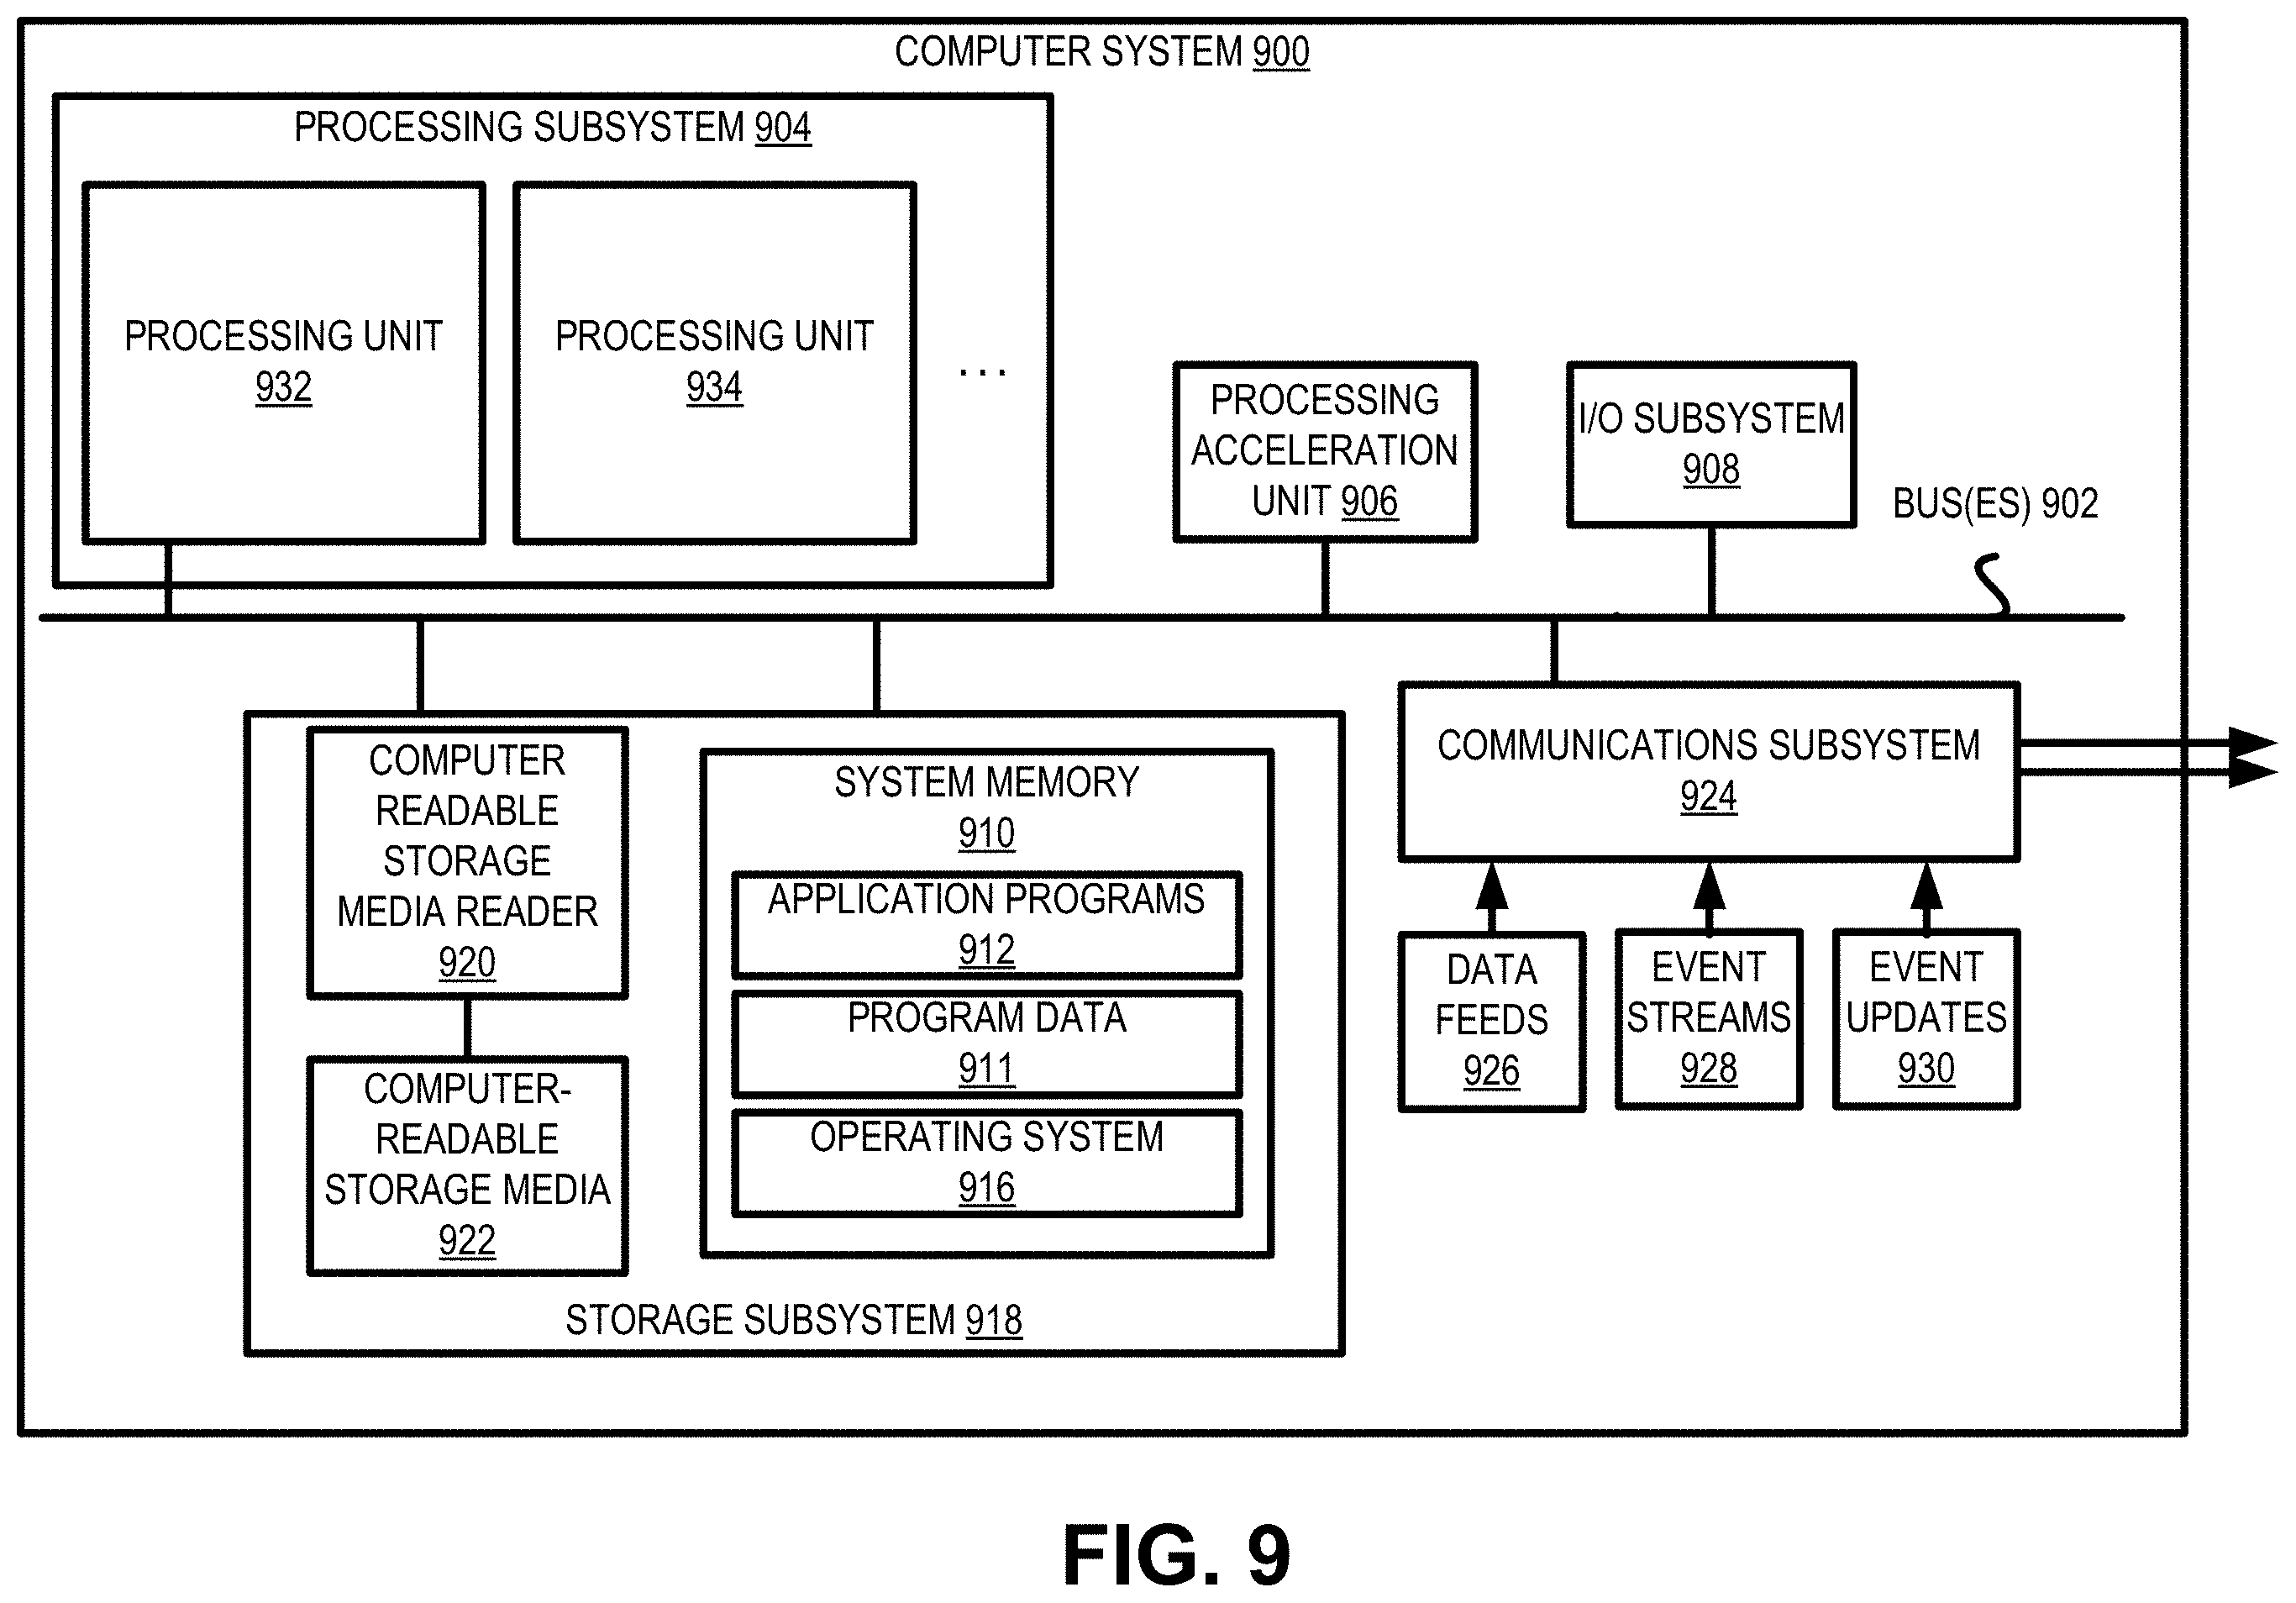 COMPUTER SYSTEM 900
PROCESSING SUBSYSTEM 904
PROCESSING UNIT
932
PROCESSING UNIT
934
...
PROCESSING
ACCELERATION
UNIT 906
I/O SUBSYSTEM
908
BUS(ES) 902
COMPUTER
READABLE
STORAGE
MEDIA READER
920
COMPUTER-
READABLE
STORAGE MEDIA
922
SYSTEM MEMORY
910
APPLICATION PROGRAMS
912
PROGRAM DATA
911
OPERATING SYSTEM
916
STORAGE SUBSYSTEM 918
COMMUNICATIONS SUBSYSTEM
924
DATA
FEEDS
926
EVENT
STREAMS
928
EVENT
UPDATES
930
FIG. 9